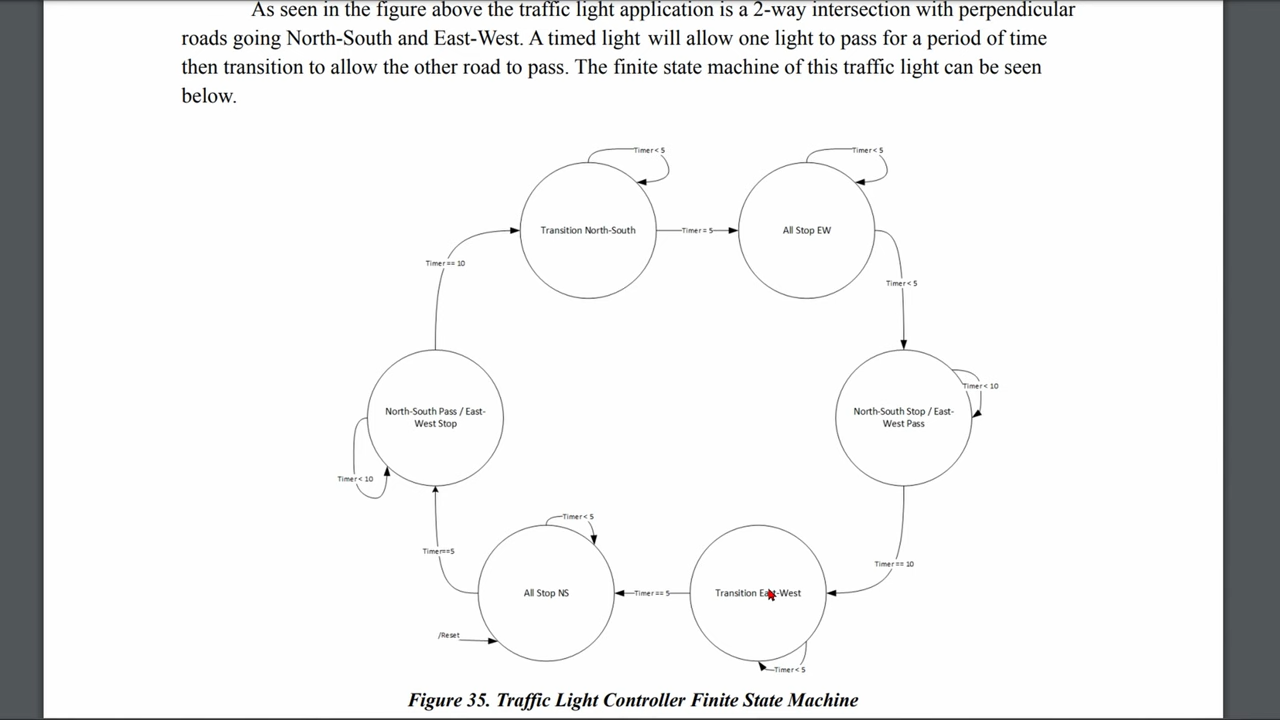 As seen in the figure above the traffic light application is a 2-way intersection with perpendicular
roads going North-South and East-West. A timed light will allow one light to pass for a period of time
then transition to allow the other road to pass. The finite state machine of this traffic light can be seen
below.
Timer< 5
Timer< 5
Transition North-South
Timer= 5
All Stop EW
Timer== 10
Timer< 5
Timer< 10
North-South Pass / East-
West Stop
North-South Stop / East-
West Pass
Timer< 10
Timer< 5
Timer==5
Timer== 10
All Stop NS
Timer== 5
Transition East-West
/Reset
Timer< 5
Figure 35. Traffic Light Controller Finite State Machine